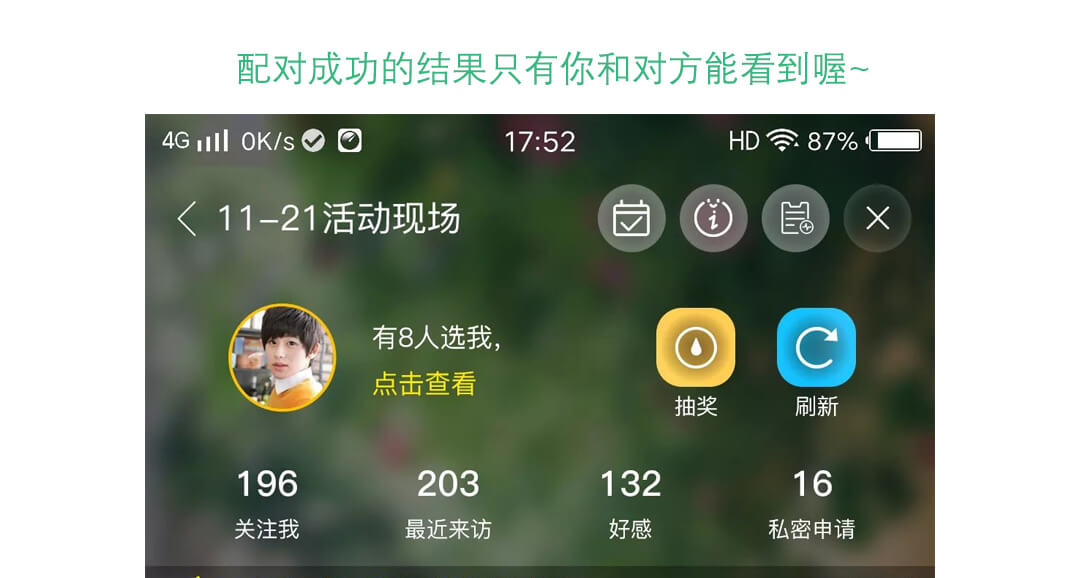 配对成功的结果只有你和对方能看到喔~
4G 0K/s 17:52 HD 87%
11-21活动现场
有8人选我,
点击查看
抽奖 刷新
196 203 132 16
关注我 最近来访 好感 私密申请